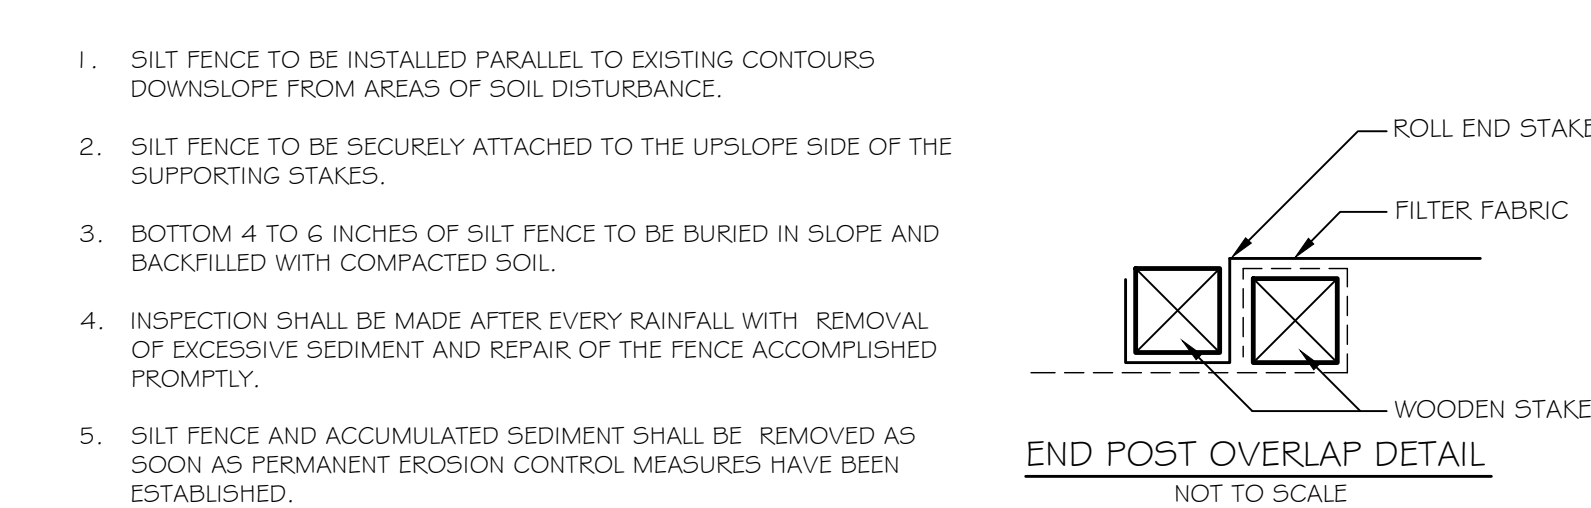 1. SILT FENCE TO BE INSTALLED PARALLEL TO EXISTING CONTOURS
DOWNSLOPE FROM AREAS OF SOIL DISTURBANCE.
2. SILT FENCE TO BE SECURELY ATTACHED TO THE UPSLOPE SIDE OF THE
SUPPORTING STAKES.
3. BOTTOM 4 TO 6 INCHES OF SILT FENCE TO BE BURIED IN SLOPE AND
BACKFILLED WITH COMPACTED SOIL.
4. INSPECTION SHALL BE MADE AFTER EVERY RAINFALL WITH REMOVAL
OF EXCESSIVE SEDIMENT AND REPAIR OF THE FENCE ACCOMPLISHED
PROMPTLY.
5. SILT FENCE AND ACCUMULATED SEDIMENT SHALL BE REMOVED AS
SOON AS PERMANENT EROSION CONTROL MEASURES HAVE BEEN
ESTABLISHED.
ROLL END STAKE
FILTER FABRIC
WOODEN STAKE
END POST OVERLAP DETAIL
NOT TO SCALE